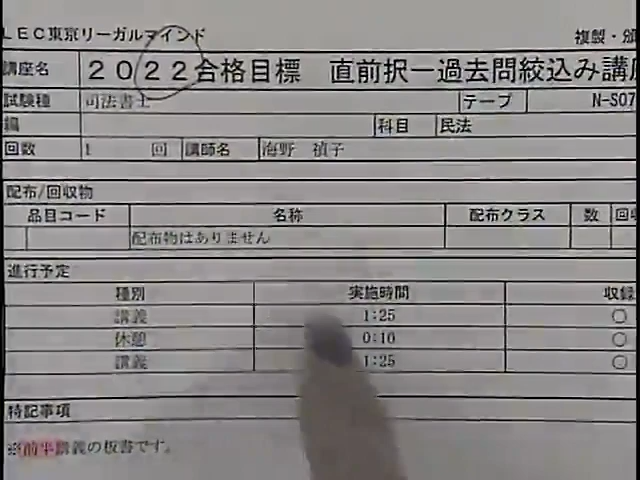 LEC東京リーガルマインド 複製・頒
講座名 2022合格目標 直前択一過去問絞込み講座
試験種 司法書士 テープ N-S07
編 科目 民法
回数 1 回 講師名 海野 禎子
配布/回収物
品目コード 名称 配布クラス 数 回収
配布物はありません
進行予定
種別 実施時間 収録
講義 1:25 ○
休憩 0:10 ○
講義 1:25 ○
特記事項
※前半講義の板書です。